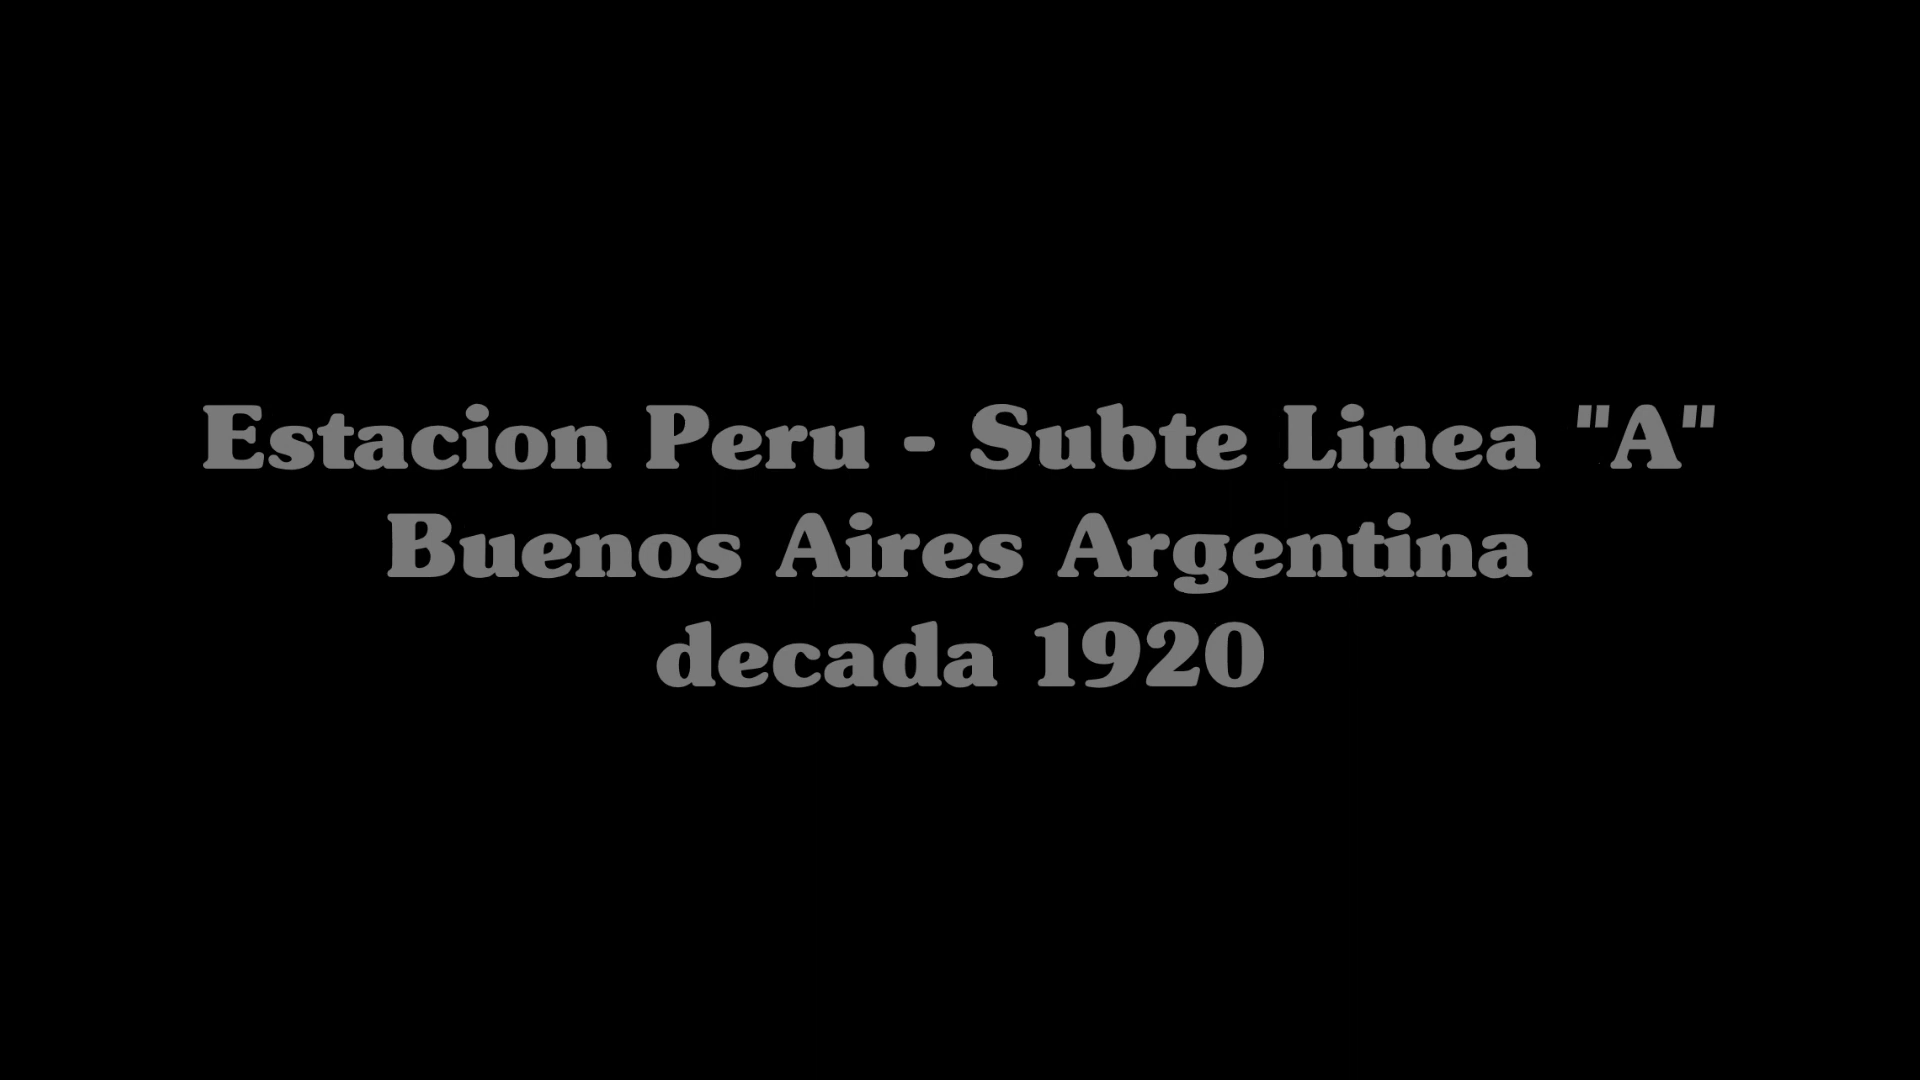 Estacion Peru - Subte Linea "A"
Buenos Aires Argentina
decada 1920